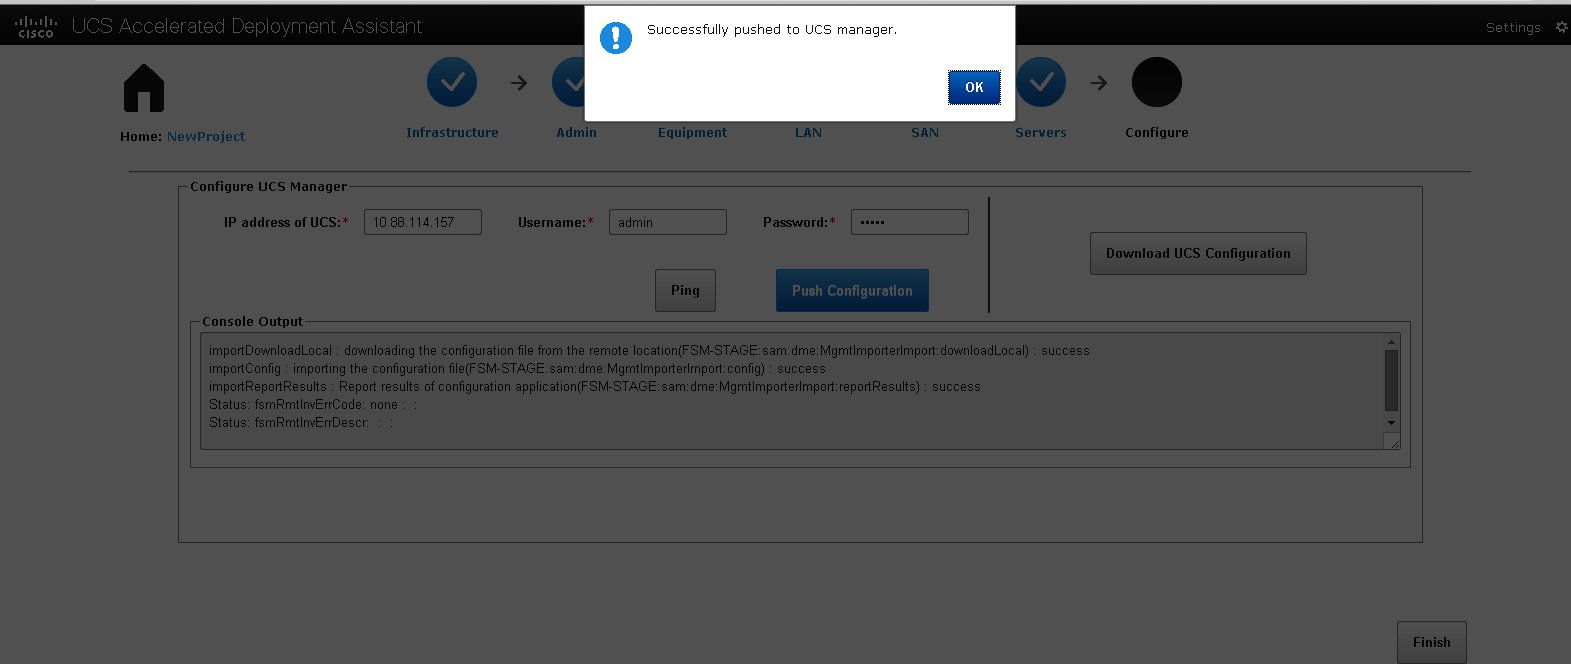 CISCO UCS Accelerated Deployment Assistant
Settings
Successfully pushed to UCS manager.
OK
Home: NewProject
Infrastructure
Admin
Equipment
LAN
SAN
Servers
Configure
Configure UCS Manager
IP address of UCS:* 10.88.114.157 Username:* admin Password:* •••••
Download UCS Configuration
Ping
Push Configuration
Console Output
importDownloadLocal : downloading the configuration file from the remote location(FSM-STAGE:sam:dme:MgmtImporterImport:downloadLocal) : success
importConfig : importing the configuration file(FSM-STAGE:sam:dme:MgmtImporterImport:config) : success
importReportResults : Report results of configuration application(FSM-STAGE:sam:dme:MgmtImporterImport:reportResults) : success
Status: fsmRmtInvErrCode: none : :
Status: fsmRmtInvErrDescr: : :
Finish